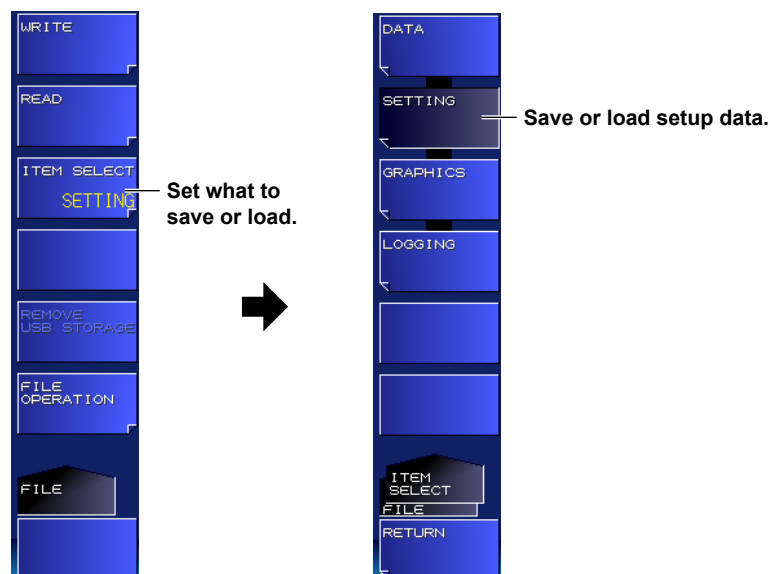 WRITE
READ
ITEM SELECT
SETTING
REMOVE
USB STORAGE
FILE
OPERATION
FILE
Set what to
save or load.
DATA
SETTING
GRAPHICS
LOGGING
ITEM
SELECT
FILE
RETURN
Save or load setup data.